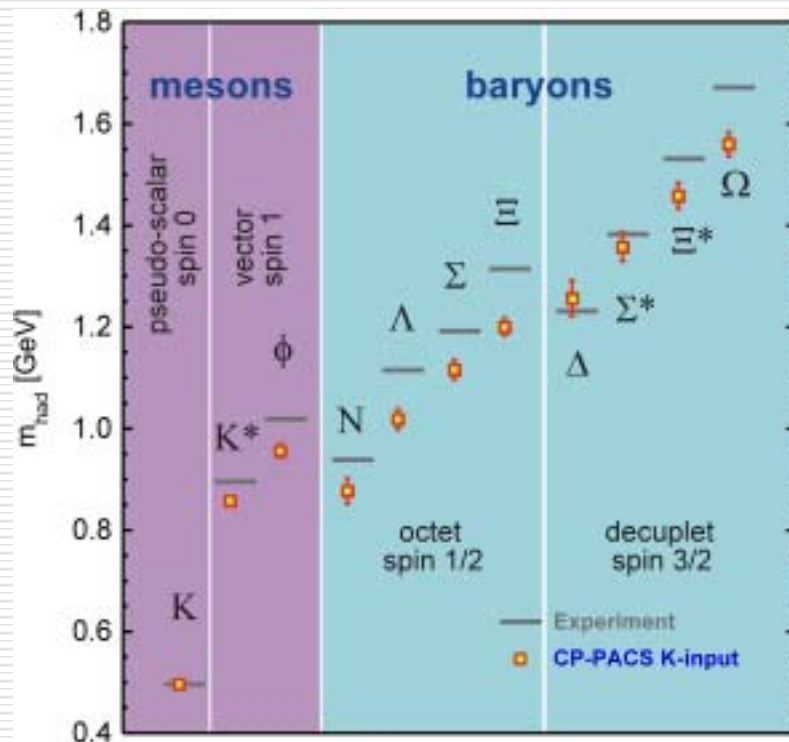 1.8
1.6
1.4
1.2
1.0
0.8
0.6
0.4
m_had [GeV]
mesons
baryons
pseudo-scalar
spin 0
vector
spin 1
K
K*
ϕ
N
Λ
Σ
Ξ
Δ
Σ*
Ξ*
Ω
octet
spin 1/2
decuplet
spin 3/2
Experiment
CP-PACS K-input